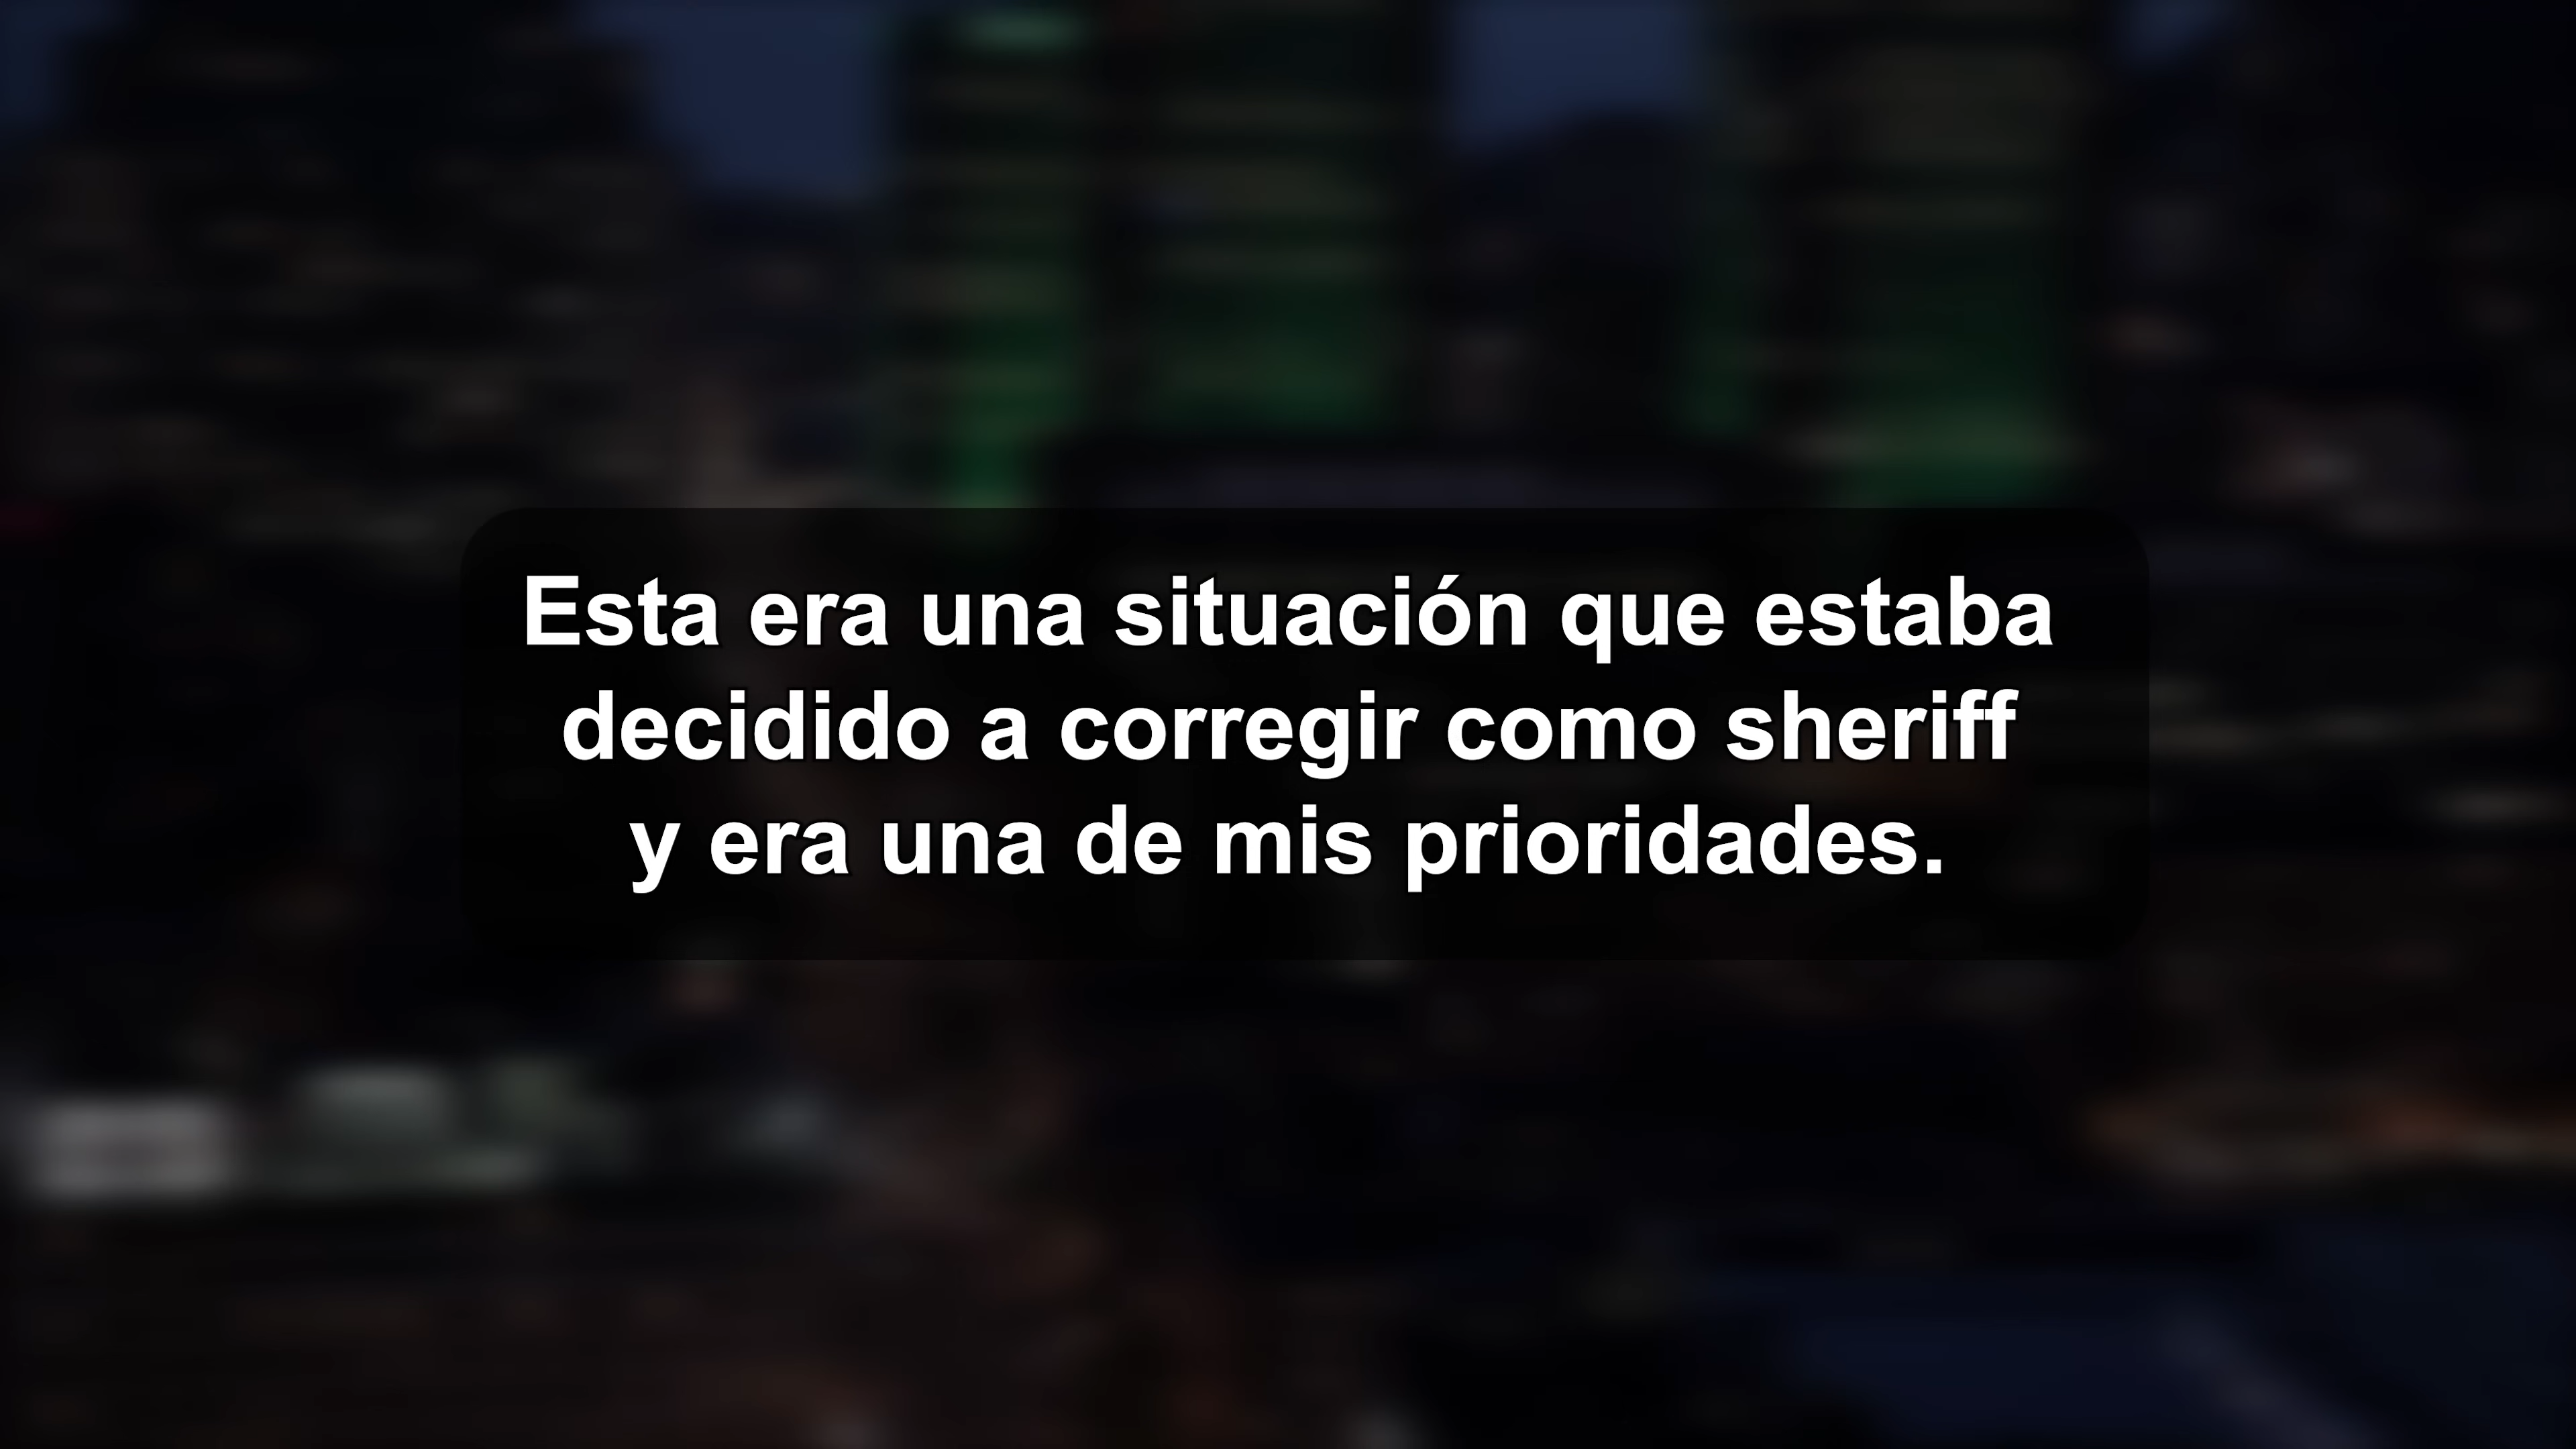 Esta era una situación que estaba
decidido a corregir como sheriff
y era una de mis prioridades.